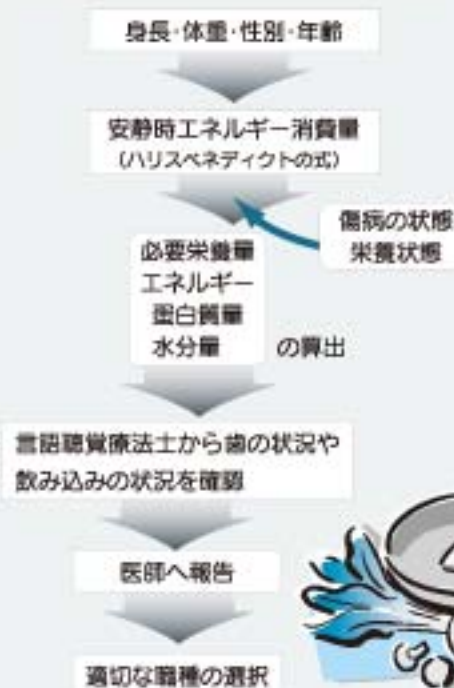 身長・体重・性別・年齢
安静時エネルギー消費量
(ハリスベネディクトの式)
傷病の状態
栄養状態
必要栄養量
エネルギー
蛋白質量
水分量 の算出
言語聴覚療法士から歯の状況や
飲み込みの状況を確認
医師へ報告
適切な職種の選択